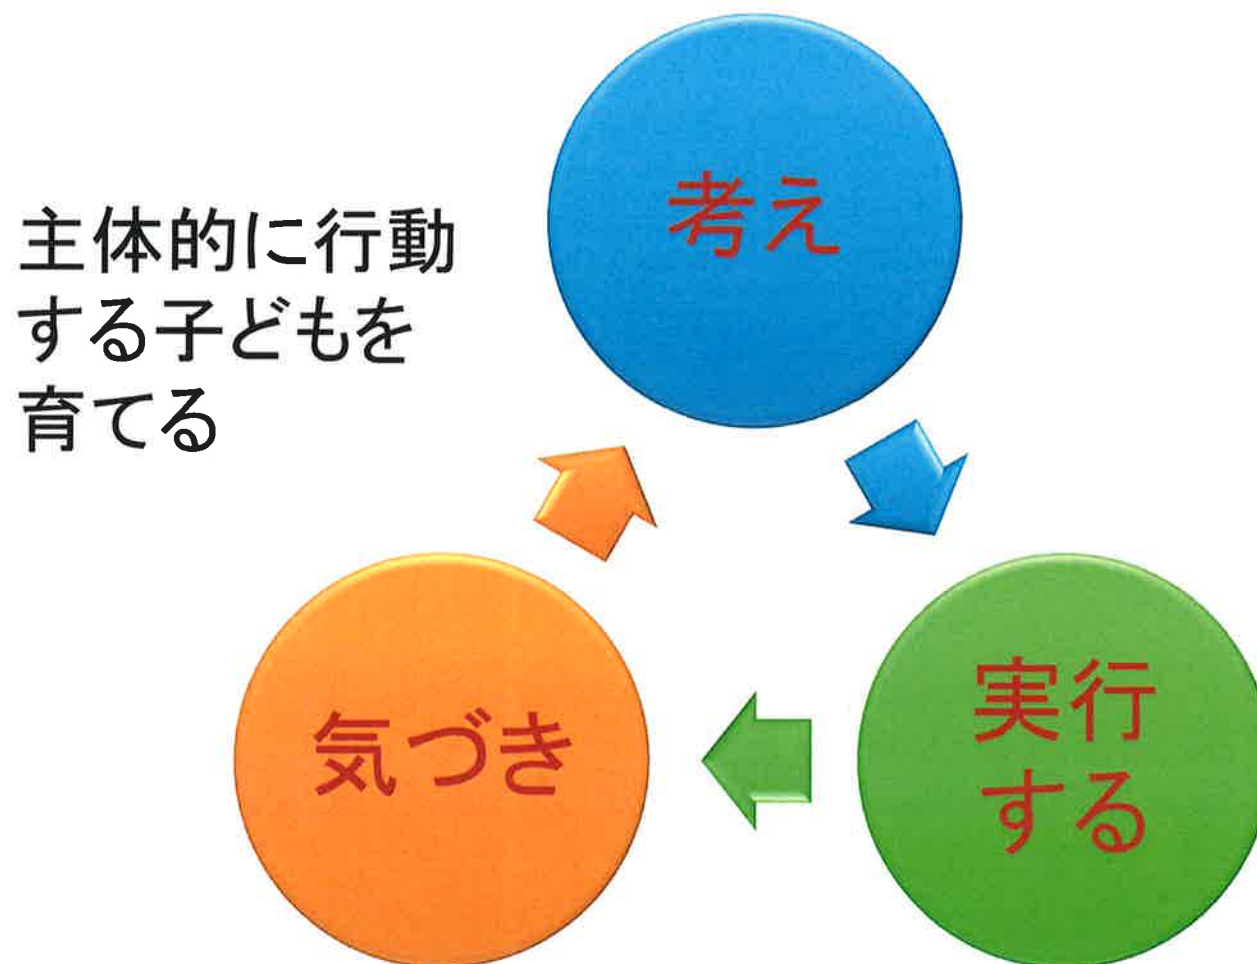 主体的に行動
する子どもを
育てる
考え
実行
する
気づき